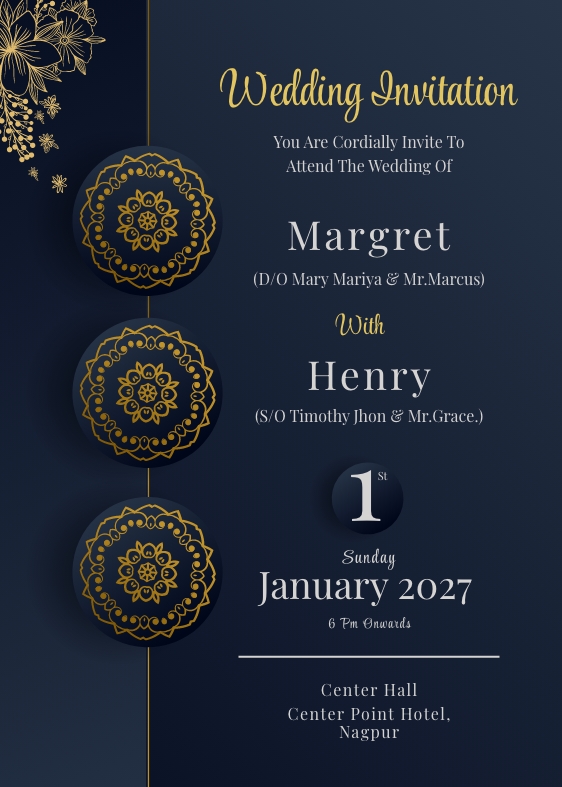 Wedding Invitation
You Are Cordially Invite To
Attend The Wedding Of
Margret
(D/O Mary Mariya & Mr.Marcus)
With
Henry
(S/O Timothy Jhon & Mr.Grace.)
1St
Sunday
January 2027
6 Pm Onwards
Center Hall
Center Point Hotel,
Nagpur